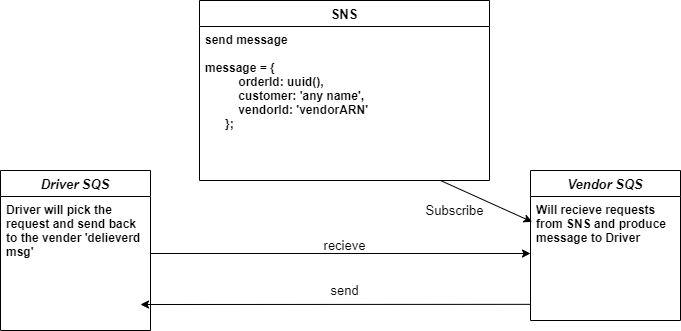 SNS
send message
message = {
orderId: uuid(),
customer: 'any name',
vendorId: 'vendorARN'
};
Driver SQS
Driver will pick the
request and send back
to the vender 'delieverd
msg'
Subscribe
Vendor SQS
Will recieve requests
from SNS and produce
message to Driver
recieve
send